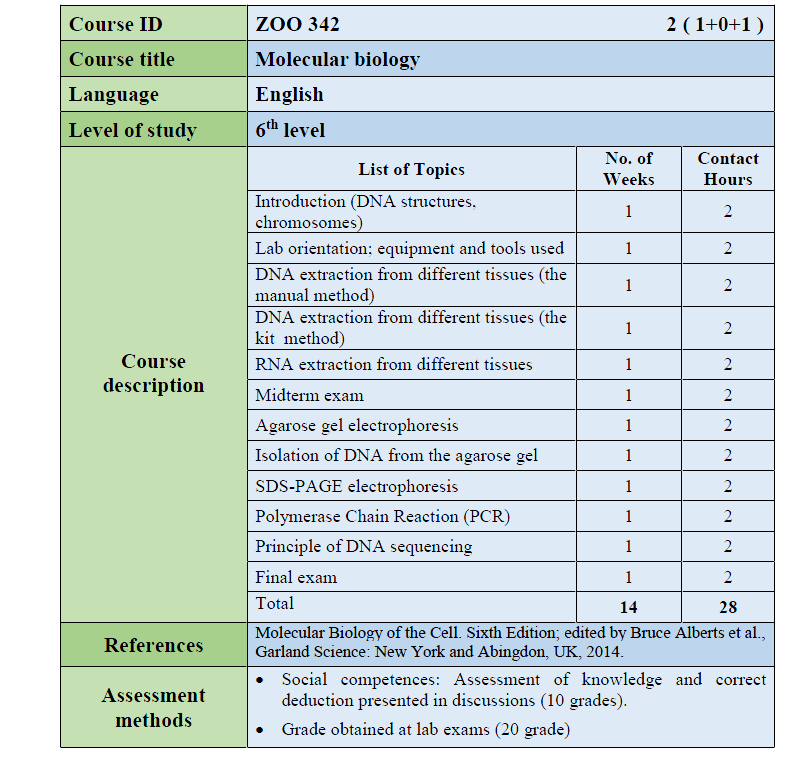 Course ID ZOO 342 2 ( 1+0+1 )
Course title Molecular biology
Language English
Level of study 6th level
Course description
List of Topics No. of Weeks Contact Hours
Introduction (DNA structures, chromosomes) 1 2
Lab orientation; equipment and tools used 1 2
DNA extraction from different tissues (the manual method) 1 2
DNA extraction from different tissues (the kit method) 1 2
RNA extraction from different tissues 1 2
Midterm exam 1 2
Agarose gel electrophoresis 1 2
Isolation of DNA from the agarose gel 1 2
SDS-PAGE electrophoresis 1 2
Polymerase Chain Reaction (PCR) 1 2
Principle of DNA sequencing 1 2
Final exam 1 2
Total 14 28
References
Molecular Biology of the Cell. Sixth Edition; edited by Bruce Alberts et al.,
Garland Science: New York and Abingdon, UK, 2014.
Assessment methods
• Social competences: Assessment of knowledge and correct
deduction presented in discussions (10 grades).
• Grade obtained at lab exams (20 grade)